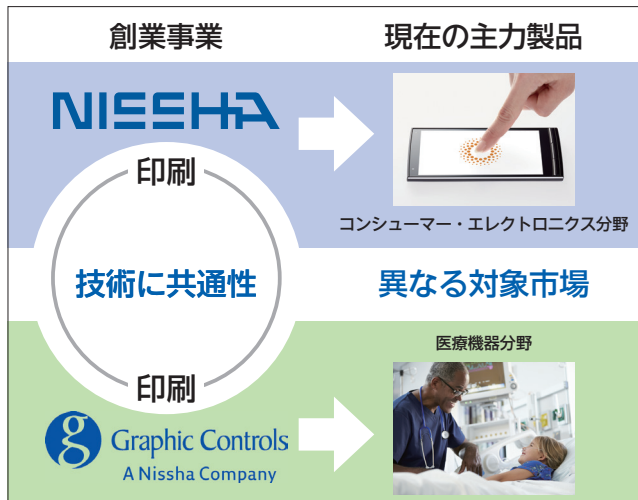 創業事業
現在の主力製品
NISSHA
印刷
コンシューマー・エレクトロニクス分野
技術に共通性
異なる対象市場
医療機器分野
印刷
g Graphic Controls
A Nissha Company